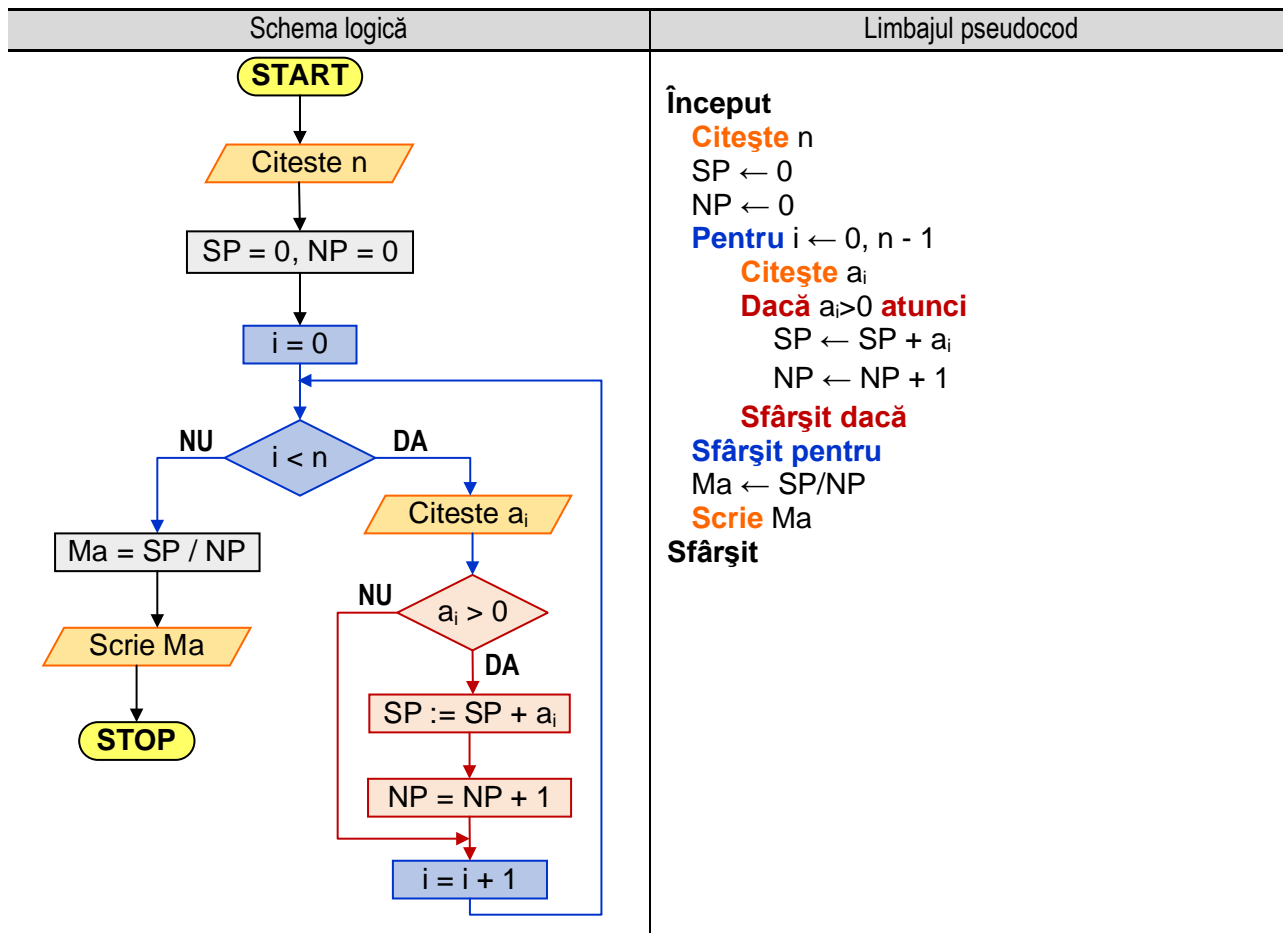 Schema logică
Limbajul pseudocod
START
Citeste n
SP = 0, NP = 0
i = 0
i < n
NU
DA
Citeste aᵢ
Ma = SP / NP
NU
aᵢ > 0
Scrie Ma
DA
SP := SP + aᵢ
STOP
NP = NP + 1
i = i + 1
Început
Citeşte n
SP ← 0
NP ← 0
Pentru i ← 0, n - 1
Citeşte aᵢ
Dacă aᵢ>0 atunci
SP ← SP + aᵢ
NP ← NP + 1
Sfârşit dacă
Sfârşit pentru
Ma ← SP/NP
Scrie Ma
Sfârşit